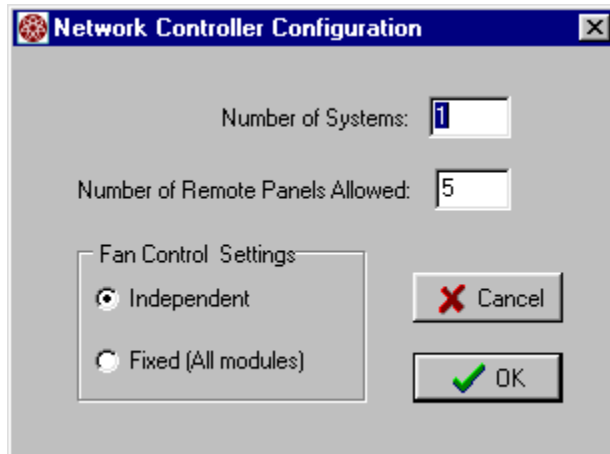 Network Controller Configuration
Number of Systems: 1
Number of Remote Panels Allowed: 5
Fan Control Settings
Independent
Cancel
Fixed (All modules)
OK